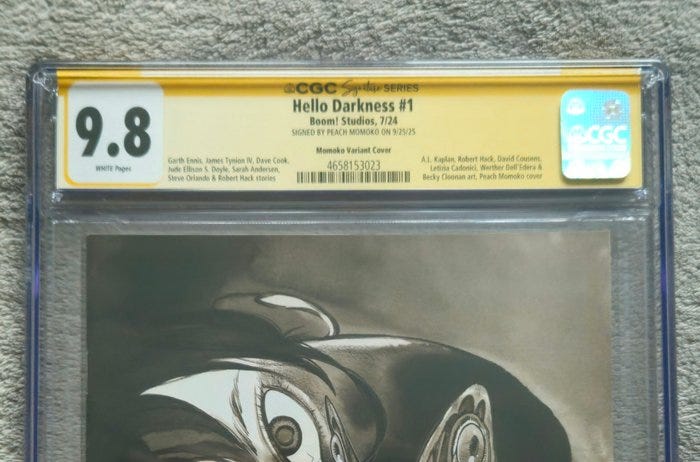 CGC Signature SERIES
Hello Darkness #1
Boom! Studios, 7/24
SIGNED BY PEACH MOMOKO ON 9/25/25
9.8
WHITE Pages
Momoko Variant Cover
4658153023
Garth Ennis, James Tynion IV, Dave Cook,
Jude Ellison S. Doyle, Sarah Andersen,
Steve Orlando & Robert Hack stories
A.L. Kaplan, Robert Hack, David Cousens,
Letizia Cadonici, Werther Dell'Edera &
Becky Cloonan art, Peach Momoko cover
CGC